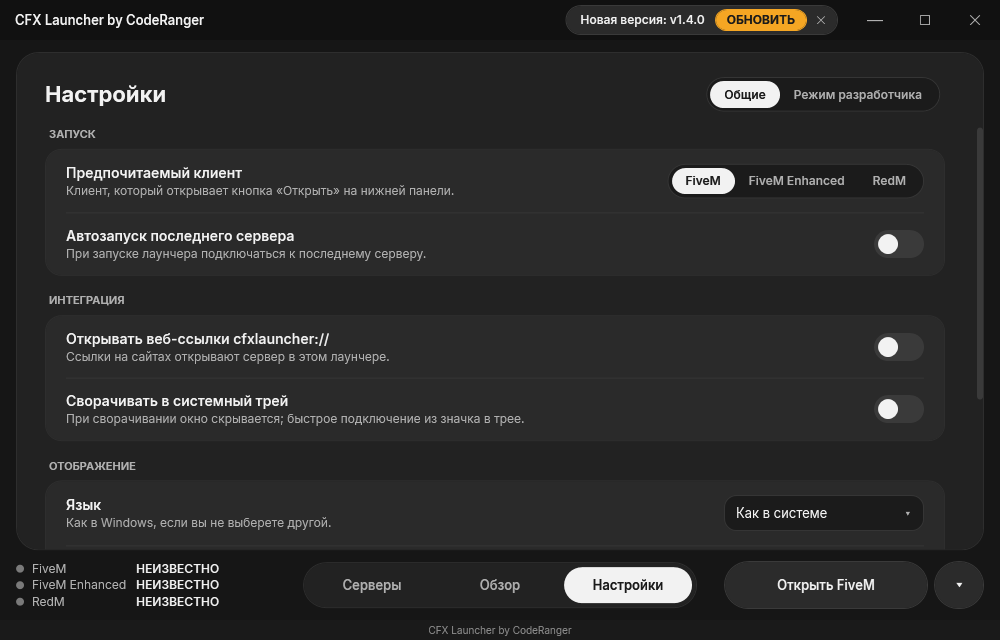 CFX Launcher by CodeRanger
Новая версия: v1.4.0 ОБНОВИТЬ
Настройки
Общие Режим разработчика
ЗАПУСК
Предпочитаемый клиент
Клиент, который открывает кнопка «Открыть» на нижней панели.
FiveM FiveM Enhanced RedM
Автозапуск последнего сервера
При запуске лаунчера подключаться к последнему серверу.
ИНТЕГРАЦИЯ
Открывать веб-ссылки cfxlauncher://
Ссылки на сайтах открывают сервер в этом лаунчере.
Сворачивать в системный трей
При сворачивании окно скрывается; быстрое подключение из значка в трее.
ОТОБРАЖЕНИЕ
Язык
Как в Windows, если вы не выберете другой.
Как в системе
FiveM НЕИЗВЕСТНО
FiveM Enhanced НЕИЗВЕСТНО
RedM НЕИЗВЕСТНО
Серверы Обзор Настройки
Открыть FiveM
CFX Launcher by CodeRanger